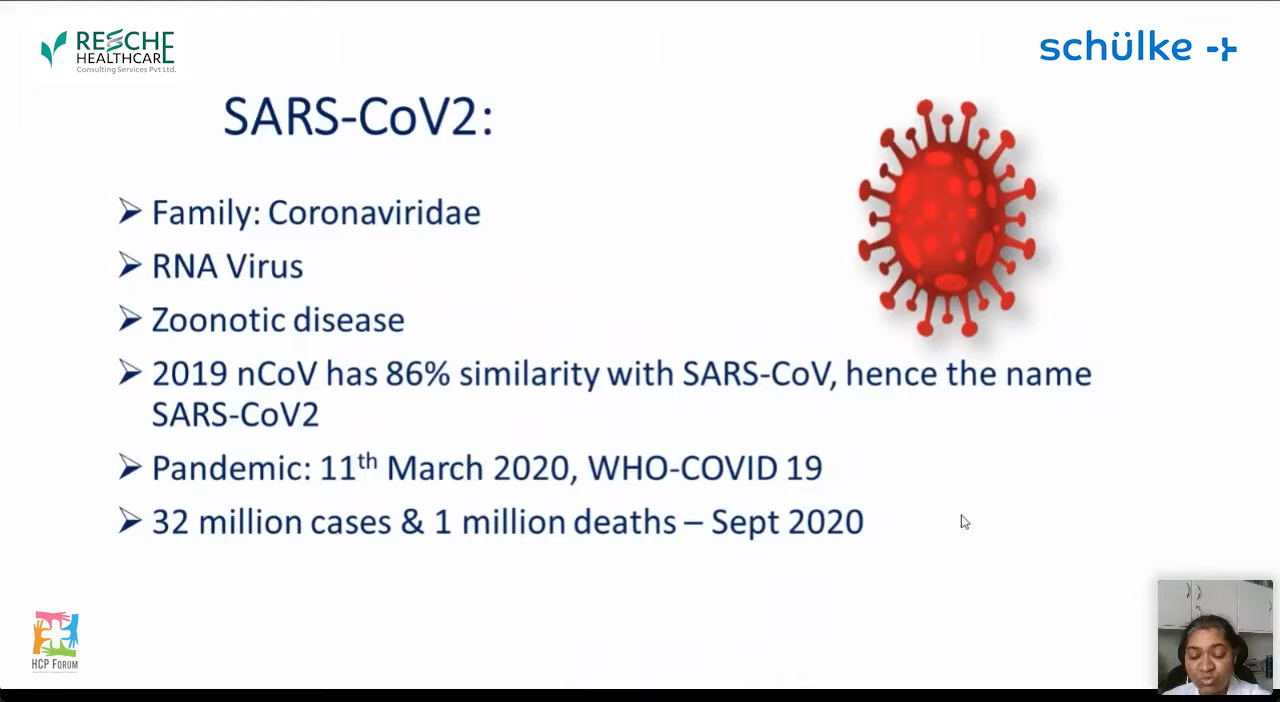 RESCHE
HEALTHCARE
Consulting Services Pvt Ltd.
schülke -+
SARS-CoV2:
Family: Coronaviridae
RNA Virus
Zoonotic disease
2019 nCoV has 86% similarity with SARS-CoV, hence the name
SARS-CoV2
Pandemic: 11th March 2020, WHO-COVID 19
32 million cases & 1 million deaths – Sept 2020
HCP FORUM